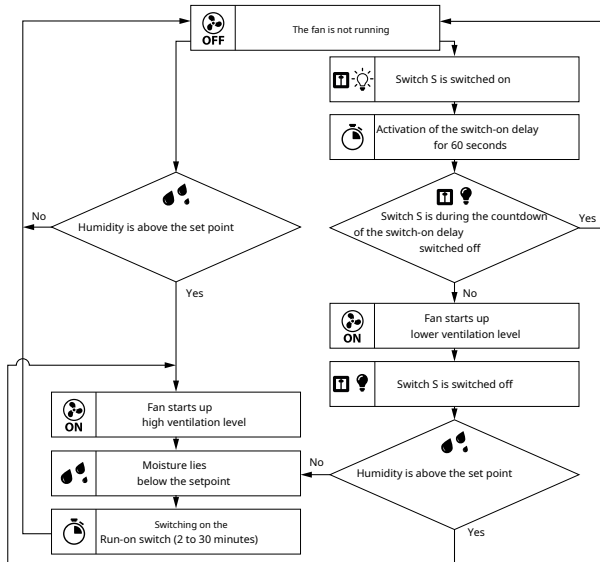 OFF
The fan is not running
Switch S is switched on
Activation of the switch-on delay
for 60 seconds
Humidity is above the set point
No
Yes
Switch S is during the countdown
of the switch-on delay
switched off
Yes
No
ON
Fan starts up
lower ventilation level
Switch S is switched off
ON
Fan starts up
high ventilation level
Moisture lies
below the setpoint
No
Humidity is above the set point
Yes
Switching on the
Run-on switch (2 to 30 minutes)